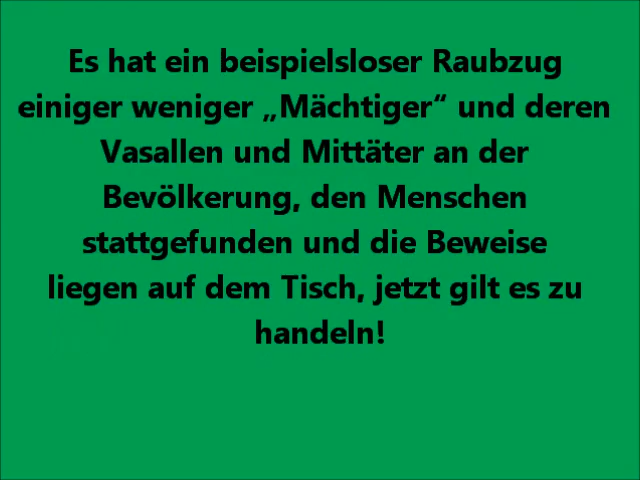 Es hat ein beispielsloser Raubzug
einiger weniger „Mächtiger“ und deren
Vasallen und Mittäter an der
Bevölkerung, den Menschen
stattgefunden und die Beweise
liegen auf dem Tisch, jetzt gilt es zu
handeln!